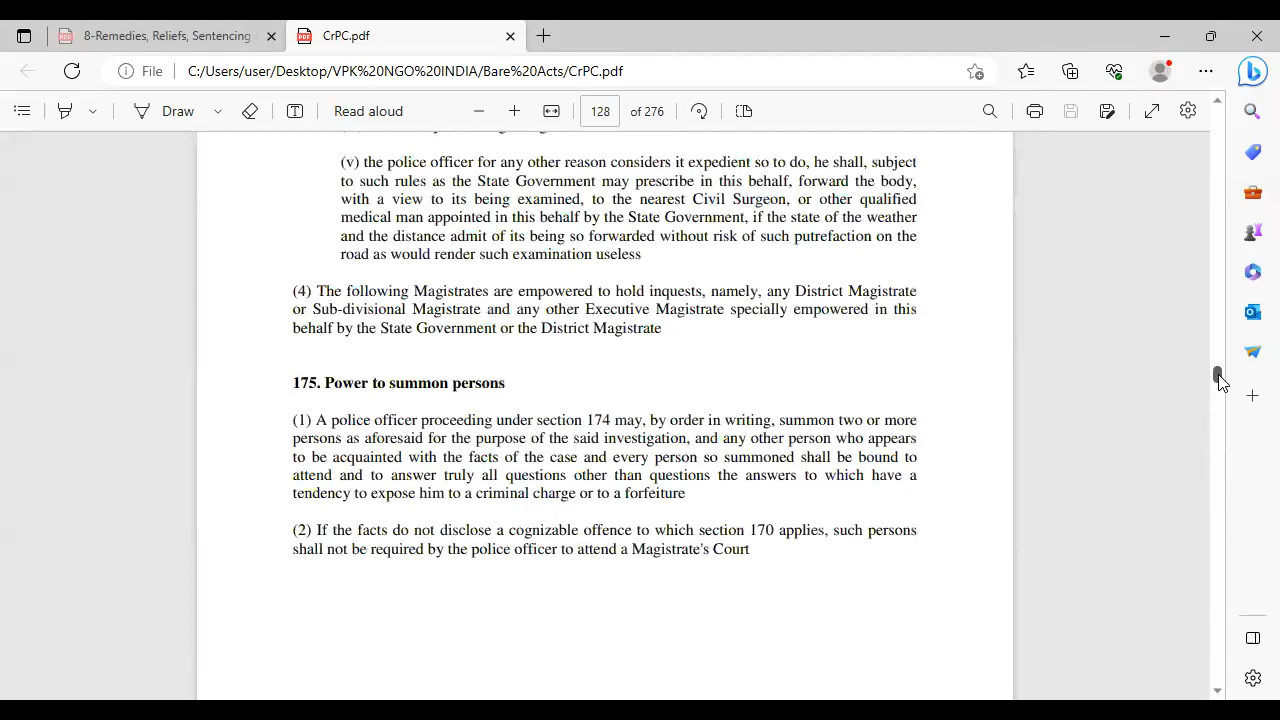 8-Remedies, Reliefs, Sentencing
CrPC.pdf
File
C:/Users/user/Desktop/VPK%20NGO%20INDIA/Bare%20Acts/CrPC.pdf
Draw
Read aloud
128
of 276
(v) the police officer for any other reason considers it expedient so to do, he shall, subject
to such rules as the State Government may prescribe in this behalf, forward the body,
with a view to its being examined, to the nearest Civil Surgeon, or other qualified
medical man appointed in this behalf by the State Government, if the state of the weather
and the distance admit of its being so forwarded without risk of such putrefaction on the
road as would render such examination useless
(4) The following Magistrates are empowered to hold inquests, namely, any District Magistrate
or Sub-divisional Magistrate and any other Executive Magistrate specially empowered in this
behalf by the State Government or the District Magistrate
175. Power to summon persons
(1) A police officer proceeding under section 174 may, by order in writing, summon two or more
persons as aforesaid for the purpose of the said investigation, and any other person who appears
to be acquainted with the facts of the case and every person so summoned shall be bound to
attend and to answer truly all questions other than questions the answers to which have a
tendency to expose him to a criminal charge or to a forfeiture
(2) If the facts do not disclose a cognizable offence to which section 170 applies, such persons
shall not be required by the police officer to attend a Magistrate's Court